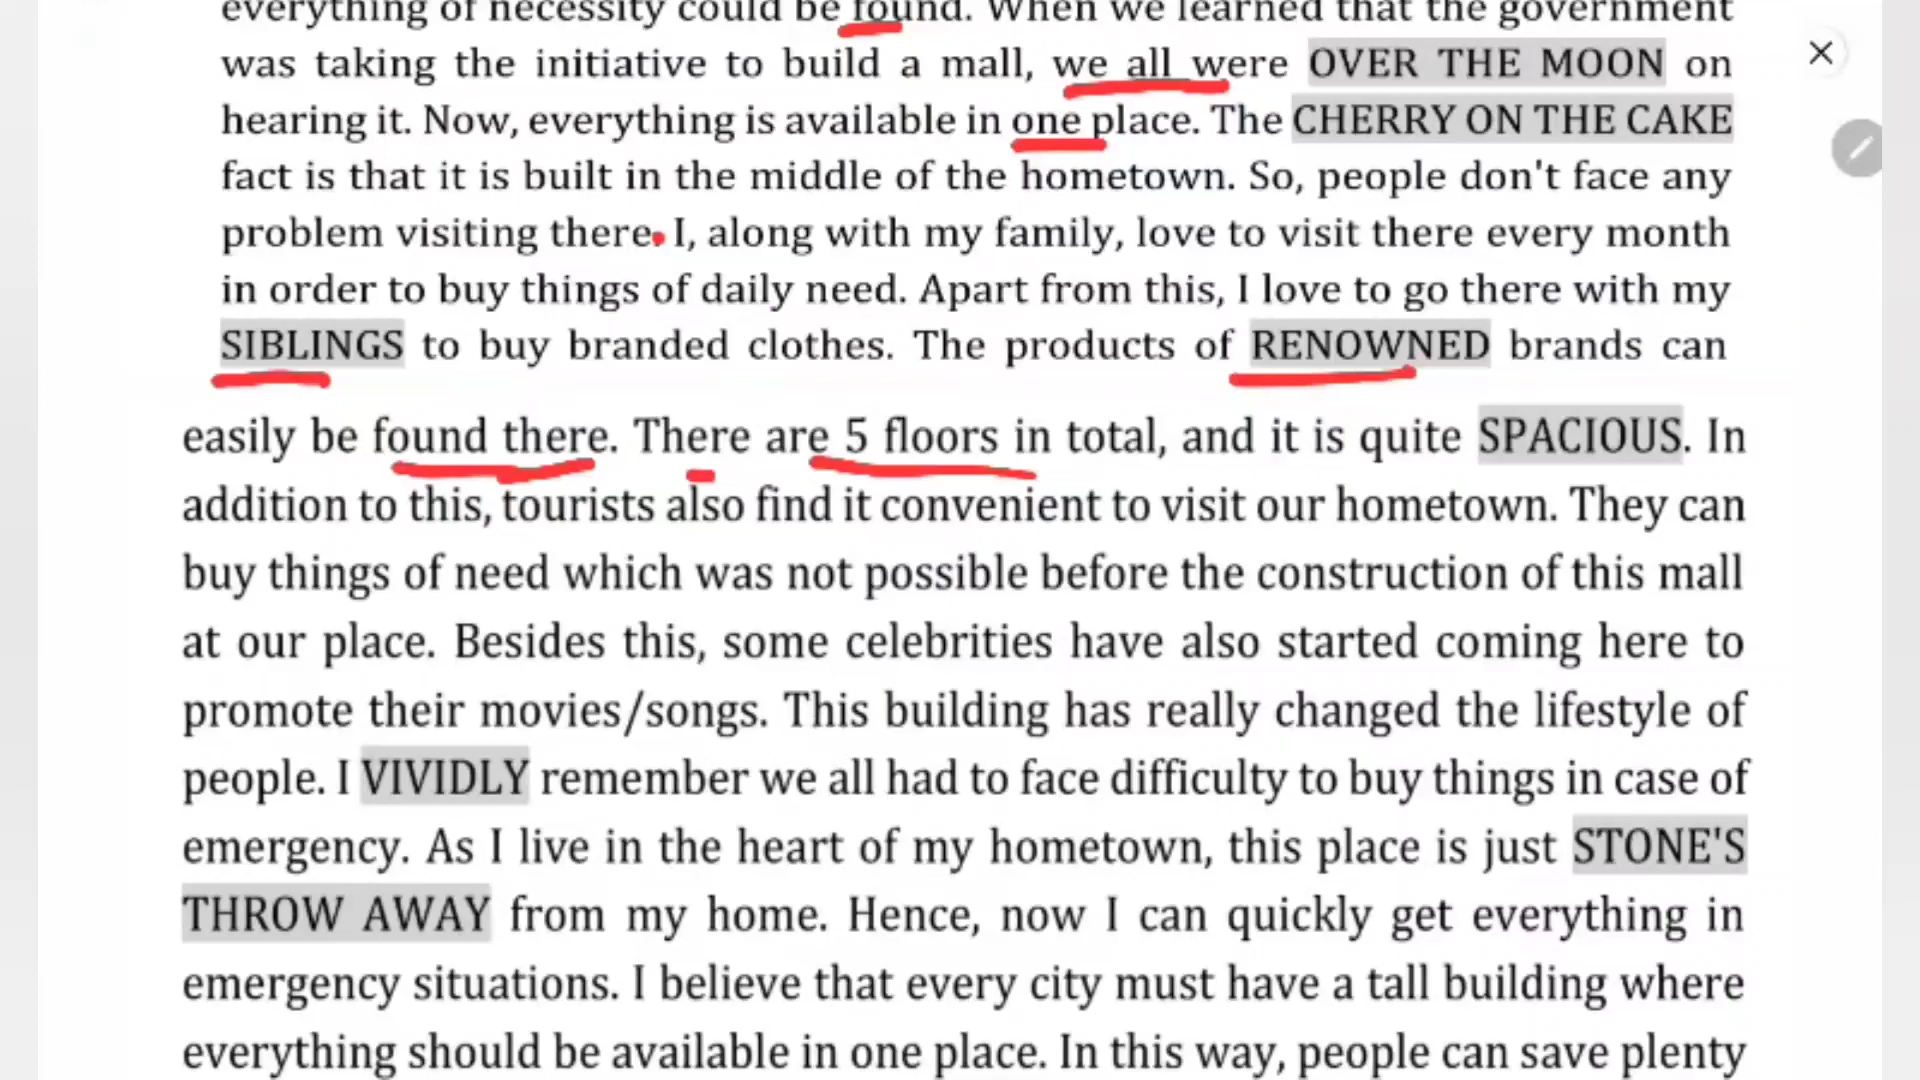 everything of necessity could be found. When we learned that the government
was taking the initiative to build a mall, we all were OVER THE MOON on
hearing it. Now, everything is available in one place. The CHERRY ON THE CAKE
fact is that it is built in the middle of the hometown. So, people don't face any
problem visiting there. I, along with my family, love to visit there every month
in order to buy things of daily need. Apart from this, I love to go there with my
SIBLINGS to buy branded clothes. The products of RENOWNED brands can
easily be found there. There are 5 floors in total, and it is quite SPACIOUS. In
addition to this, tourists also find it convenient to visit our hometown. They can
buy things of need which was not possible before the construction of this mall
at our place. Besides this, some celebrities have also started coming here to
promote their movies/songs. This building has really changed the lifestyle of
people. I VIVIDLY remember we all had to face difficulty to buy things in case of
emergency. As I live in the heart of my hometown, this place is just STONE'S
THROW AWAY from my home. Hence, now I can quickly get everything in
emergency situations. I believe that every city must have a tall building where
everything should be available in one place. In this way, people can save plenty